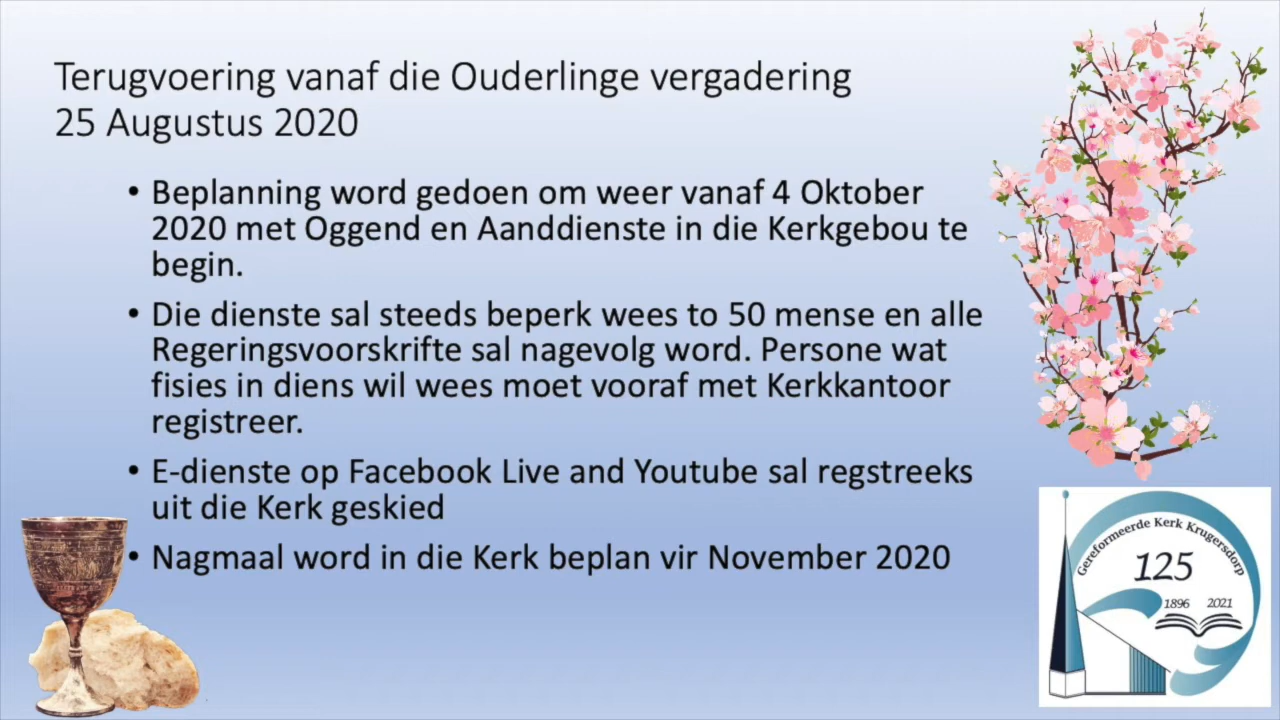 Terugvoering vanaf die Ouderlinge vergadering
25 Augustus 2020
• Beplanning word gedoen om weer vanaf 4 Oktober
2020 met Oggend en Aanddienste in die Kerkgebou te
begin.
• Die dienste sal steeds beperk wees to 50 mense en alle
Regeringsvoorskrifte sal nagevolg word. Persone wat
fisies in diens wil wees moet vooraf met Kerkkantoor
registreer.
• E-dienste op Facebook Live and Youtube sal regstreeks
uit die Kerk geskied
• Nagmaal word in die Kerk beplan vir November 2020
Gereformeerde Kerk Krugersdorp
125
1896 2021